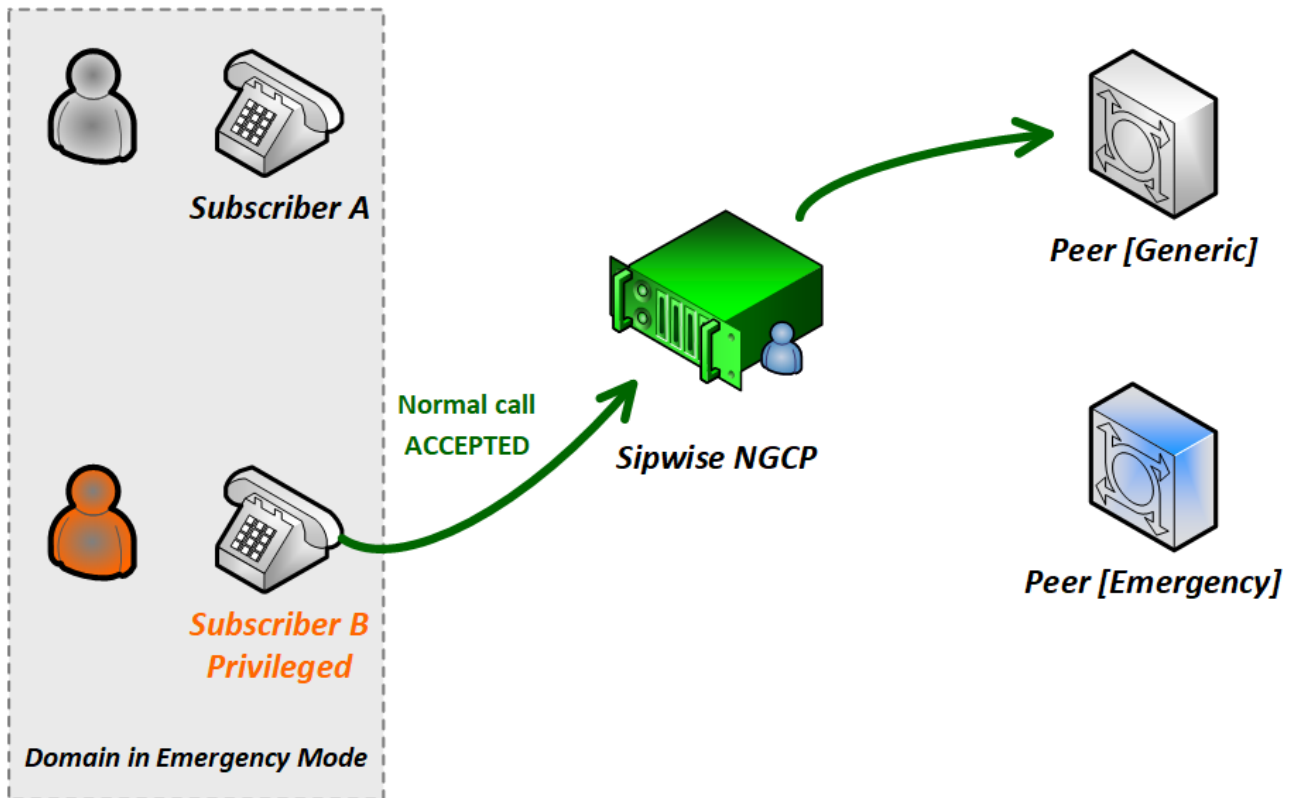 Subscriber A
Peer [Generic]
Normal call
ACCEPTED
Sipwise NGCP
Peer [Emergency]
Subscriber B
Privileged
Domain in Emergency Mode